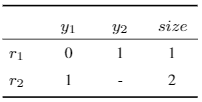 y₁ y₂ size
r₁ 0 1 1
r₂ 1 - 2